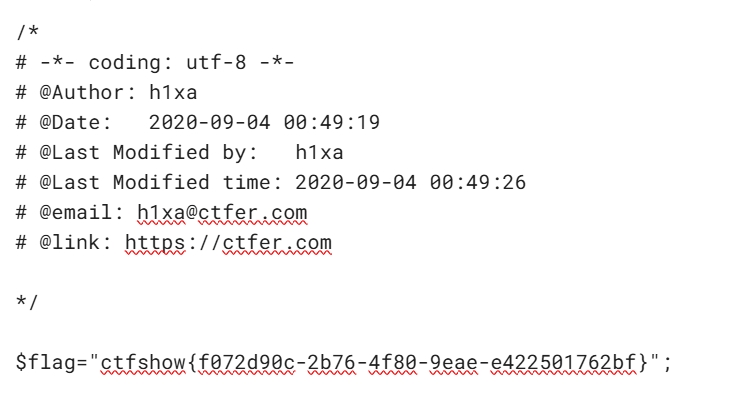 /*
# -*- coding: utf-8 -*-
# @Author: h1xa
# @Date:   2020-09-04 00:49:19
# @Last Modified by:   h1xa
# @Last Modified time: 2020-09-04 00:49:26
# @email: h1xa@ctfer.com
# @link: https://ctfer.com
*/
$flag="ctfshow{f072d90c-2b76-4f80-9eae-e422501762bf}";